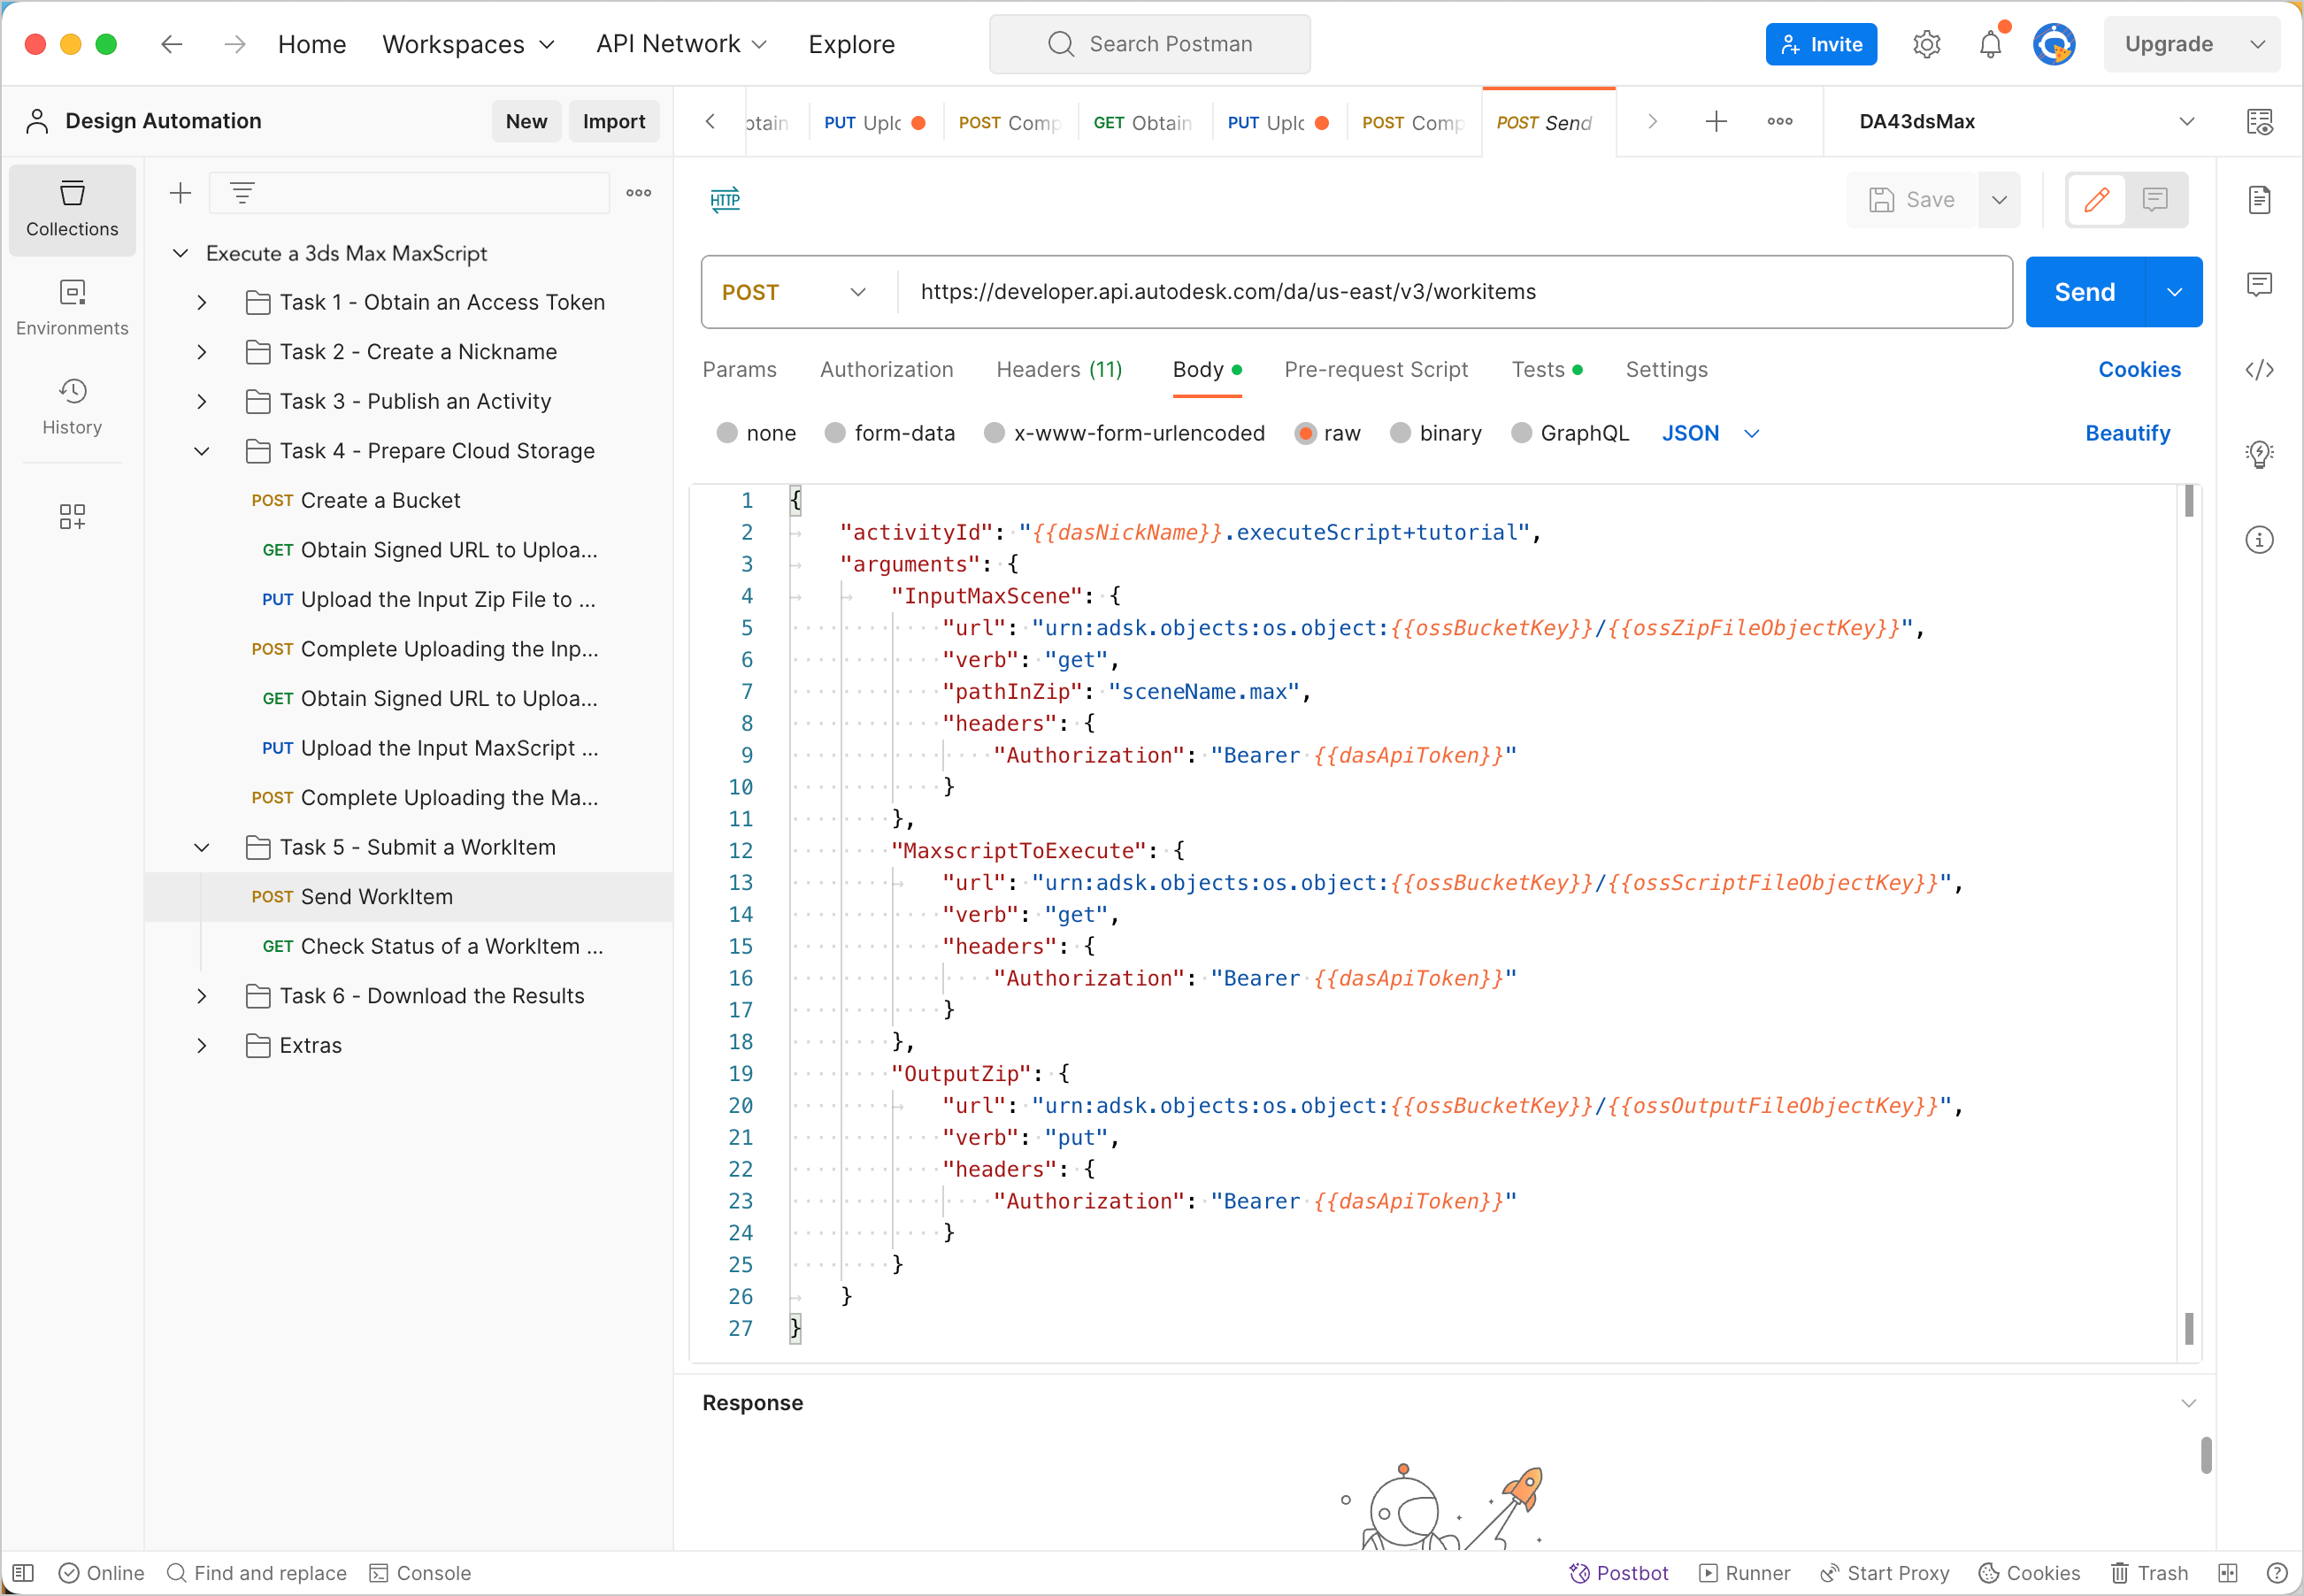 Home Workspaces API Network Explore Search Postman Invite Upgrade
Design Automation New Import
PUT POST Comp GET Obtain PUT POST Comp POST Send DA43dsMax
Collections
Environments
History
Execute a 3ds Max MaxScript
Task 1 - Obtain an Access Token
Task 2 - Create a Nickname
Task 3 - Publish an Activity
Task 4 - Prepare Cloud Storage
POST Create a Bucket
GET Obtain Signed URL to Uploa...
PUT Upload the Input Zip File to ...
POST Complete Uploading the Inp...
GET Obtain Signed URL to Uploa...
PUT Upload the Input MaxScript ...
POST Complete Uploading the Ma...
Task 5 - Submit a WorkItem
POST Send WorkItem
GET Check Status of a WorkItem ...
Task 6 - Download the Results
Extras
HTTP Save
POST https://developer.api.autodesk.com/da/us-east/v3/workitems Send
Params Authorization Headers (11) Body Pre-request Script Tests Settings Cookies
none form-data x-www-form-urlencoded raw binary GraphQL JSON Beautify
1 {
2 "activityId": "{{dasNickName}}.executeScript+tutorial",
3 "arguments": {
4 "InputMaxScene": {
5 "url": "urn:adsk.objects:os.object:{{ossBucketKey}}/{{ossZipFileObjectKey}}",
6 "verb": "get",
7 "pathInZip": "sceneName.max",
8 "headers": {
9 "Authorization": "Bearer {{dasApiToken}}"
10 }
11 },
12 "MaxscriptToExecute": {
13 "url": "urn:adsk.objects:os.object:{{ossBucketKey}}/{{ossScriptFileObjectKey}}",
14 "verb": "get",
15 "headers": {
16 "Authorization": "Bearer {{dasApiToken}}"
17 }
18 },
19 "OutputZip": {
20 "url": "urn:adsk.objects:os.object:{{ossBucketKey}}/{{ossOutputFileObjectKey}}",
21 "verb": "put",
22 "headers": {
23 "Authorization": "Bearer {{dasApiToken}}"
24 }
25 }
26 }
27 }
Response
Online Find and replace Console Postbot Runner Start Proxy Cookies Trash